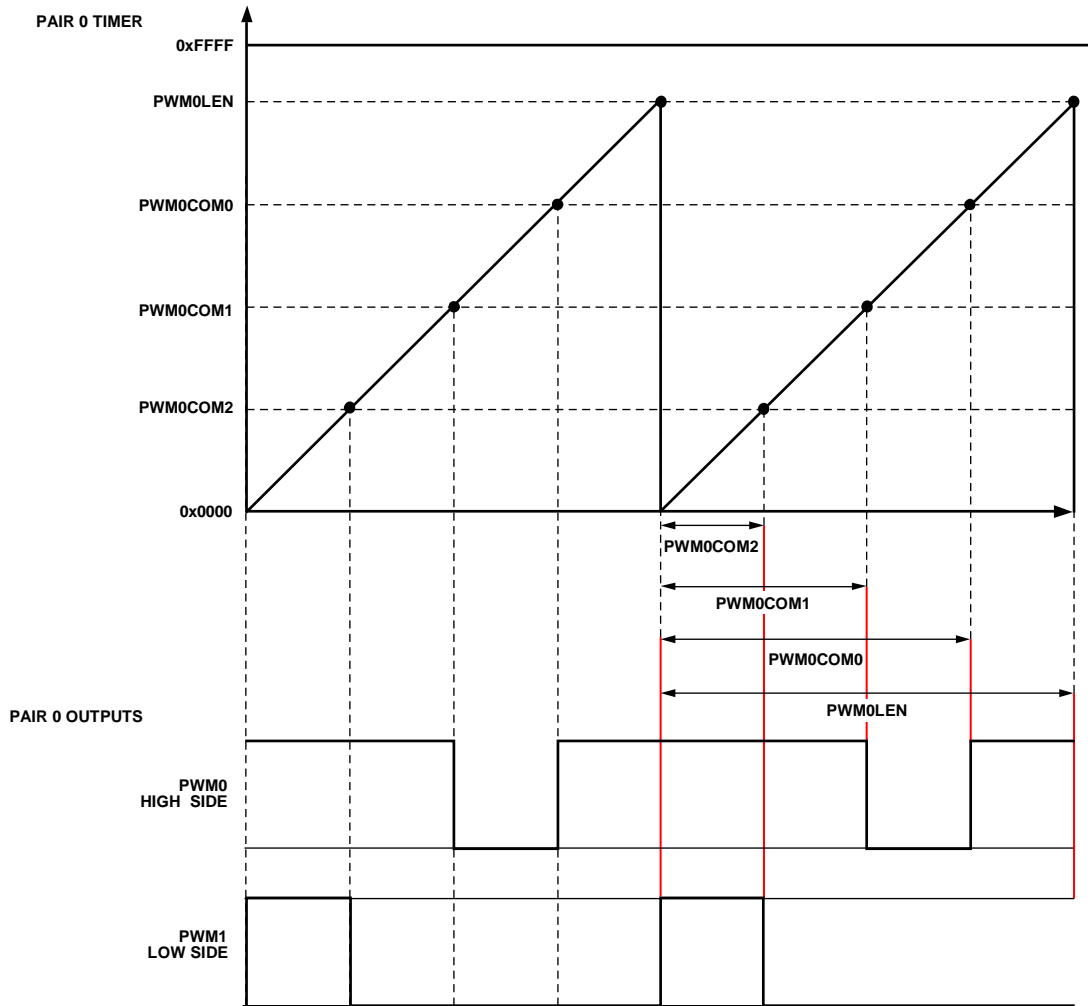 PAIR 0 TIMER
0xFFFF
PWM0LEN
PWM0COM0
PWM0COM1
PWM0COM2
0x0000
PWM0COM2
PWM0COM1
PWM0COM0
PWM0LEN
PAIR 0 OUTPUTS
PWM0
HIGH SIDE
PWM1
LOW SIDE